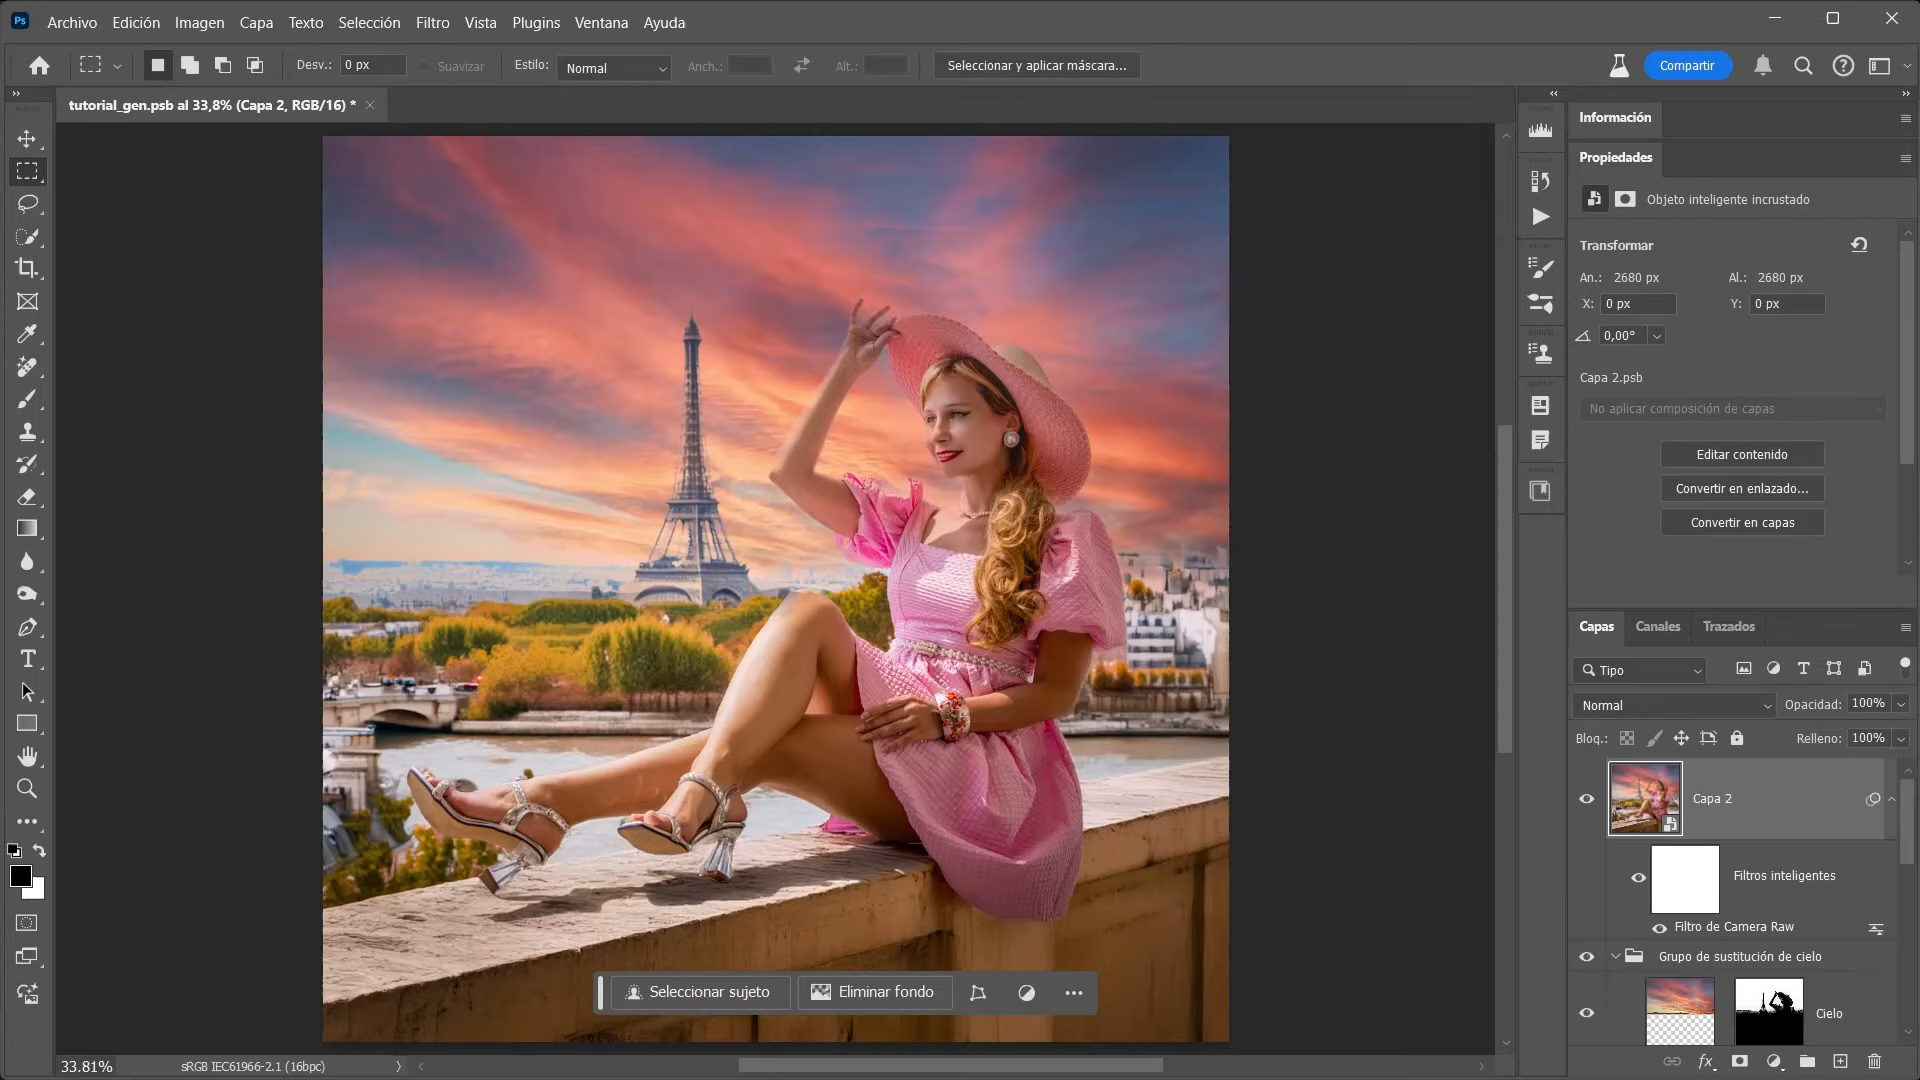 Ps Archivo Edición Imagen Capa Texto Selección Filtro Vista Plugins Ventana Ayuda
Desv.: 0 px Suavizar Estilo: Normal Anch.: Alt.: Seleccionar y aplicar máscara... Compartir
tutorial_gen.psb al 33,8% (Capa 2, RGB/16) *
Información
Propiedades
Objeto inteligente incrustado
Transformar
An.: 2680 px Al.: 2680 px
X: 0 px Y: 0 px
0,00°
Capa 2.psb
No aplicar composición de capas
Editar contenido
Convertir en enlazado...
Convertir en capas
Capas Canales Trazados
Tipo
Normal Opacidad: 100%
Bloq.: Relleno: 100%
Capa 2
Filtros inteligentes
Filtro de Camera Raw
Grupo de sustitución de cielo
Cielo
Seleccionar sujeto Eliminar fondo
33.81% sRGB IEC61966-2.1 (16bpc)
fx